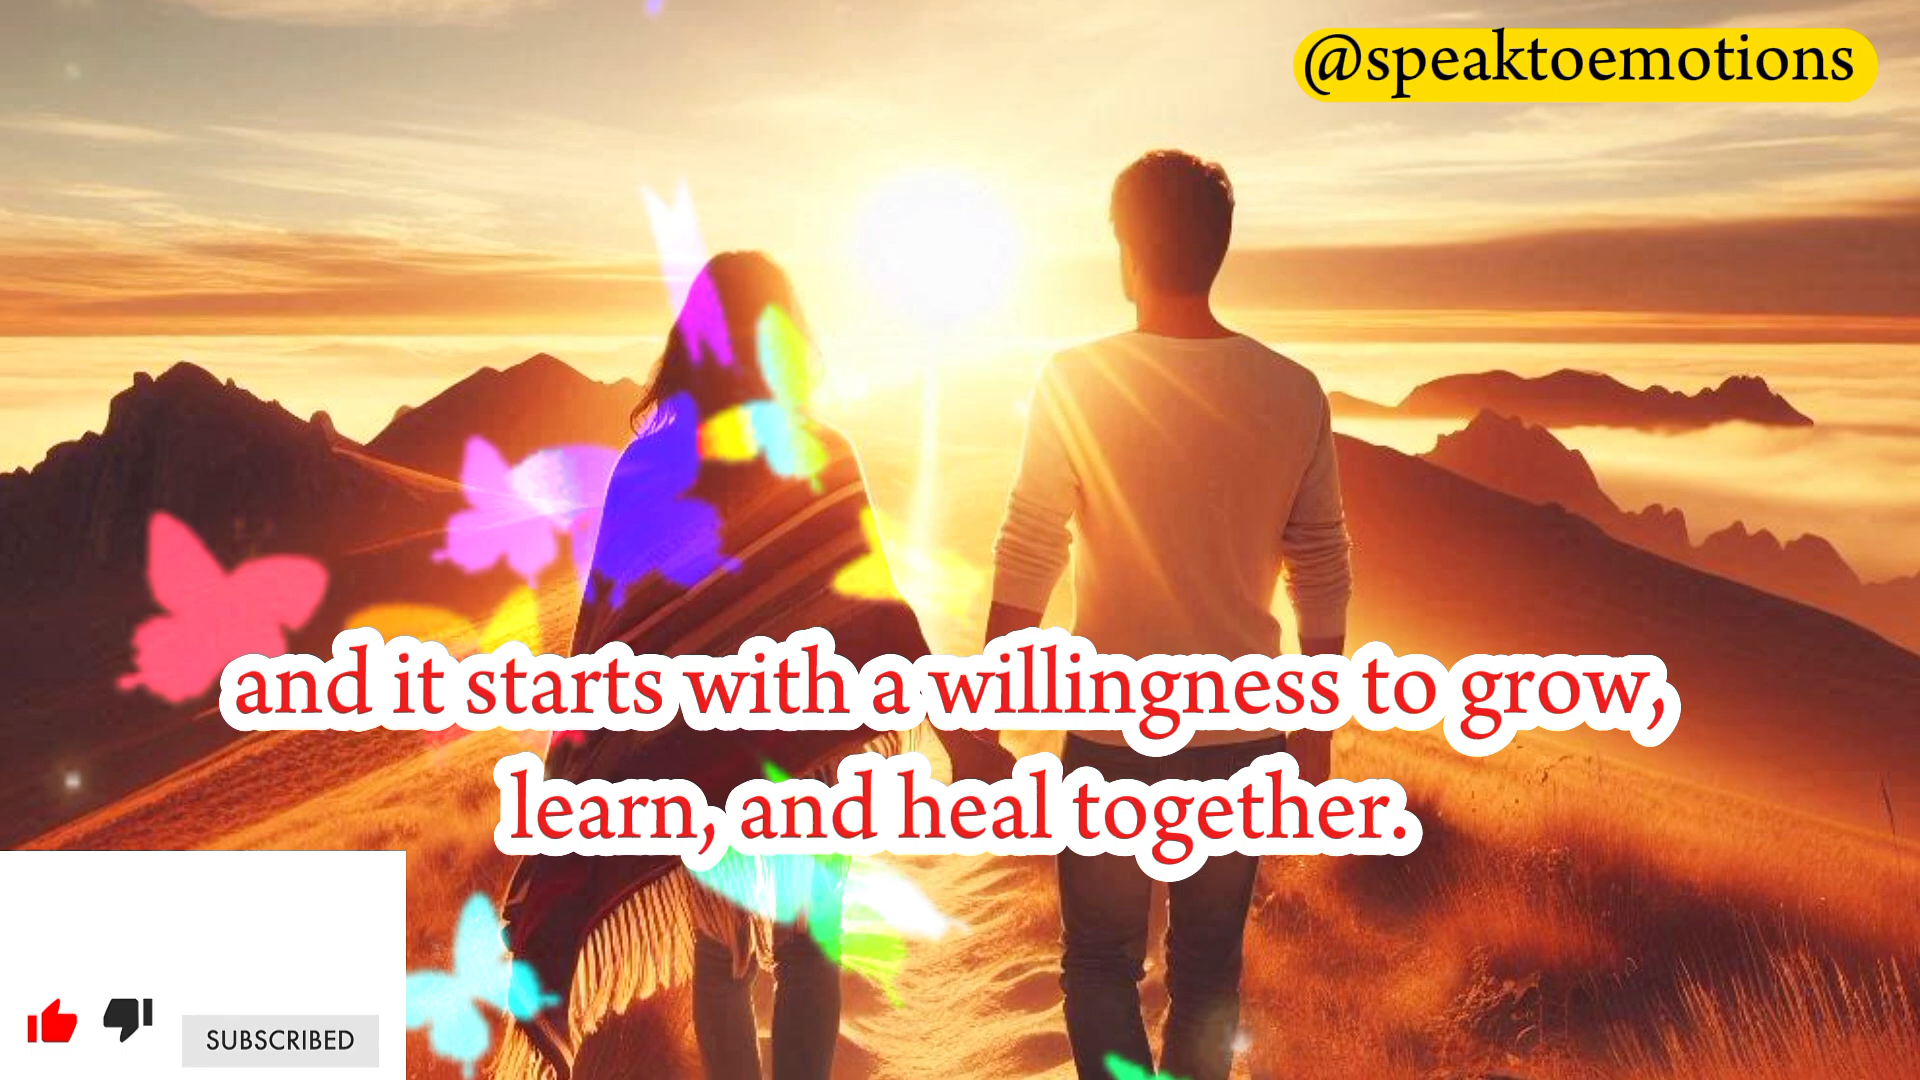 @speaktoemotions
and it starts with a willingness to grow,
learn, and heal together.
SUBSCRIBED